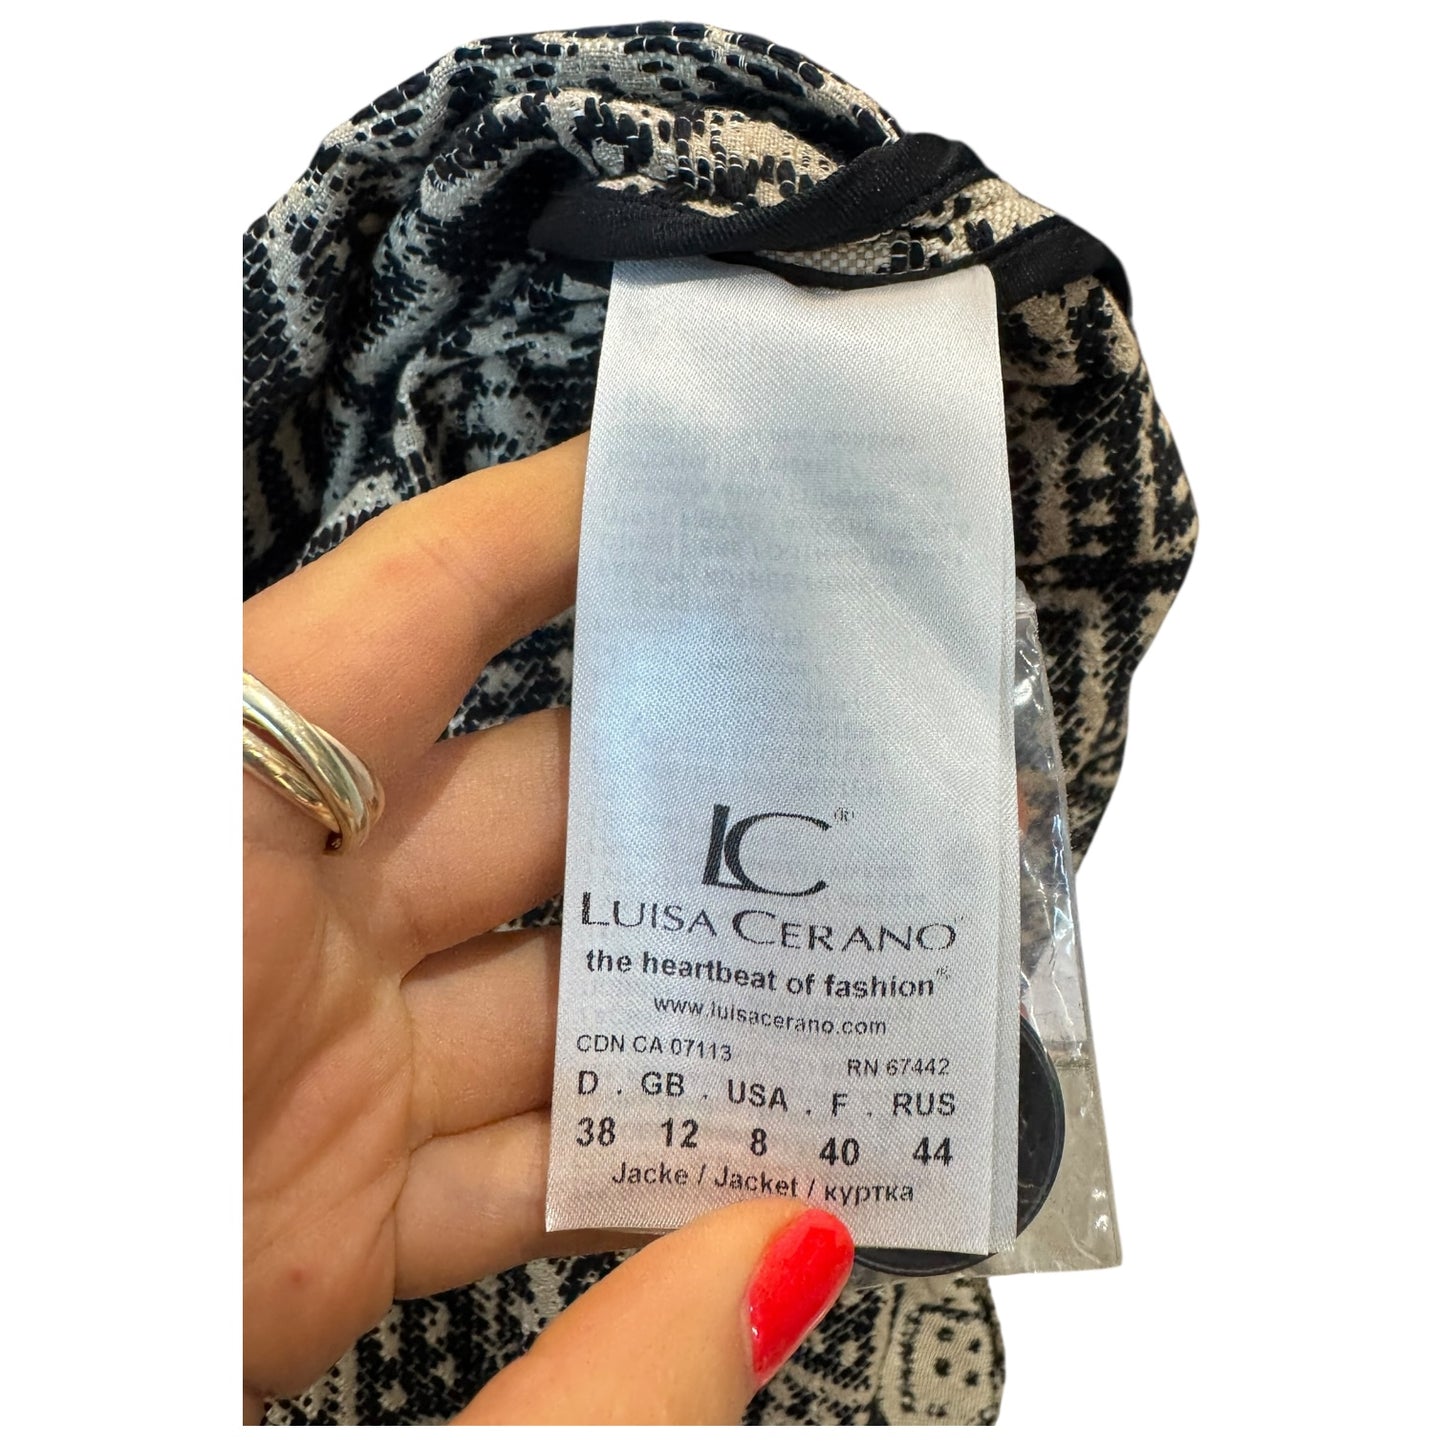 LC®
LUISA CERANO®
the heartbeat of fashion®
www.luisacerano.com
CDN CA 07113 RN 67442
D . GB . USA . F . RUS
38 12 8 40 44
Jacke / Jacket / куртка